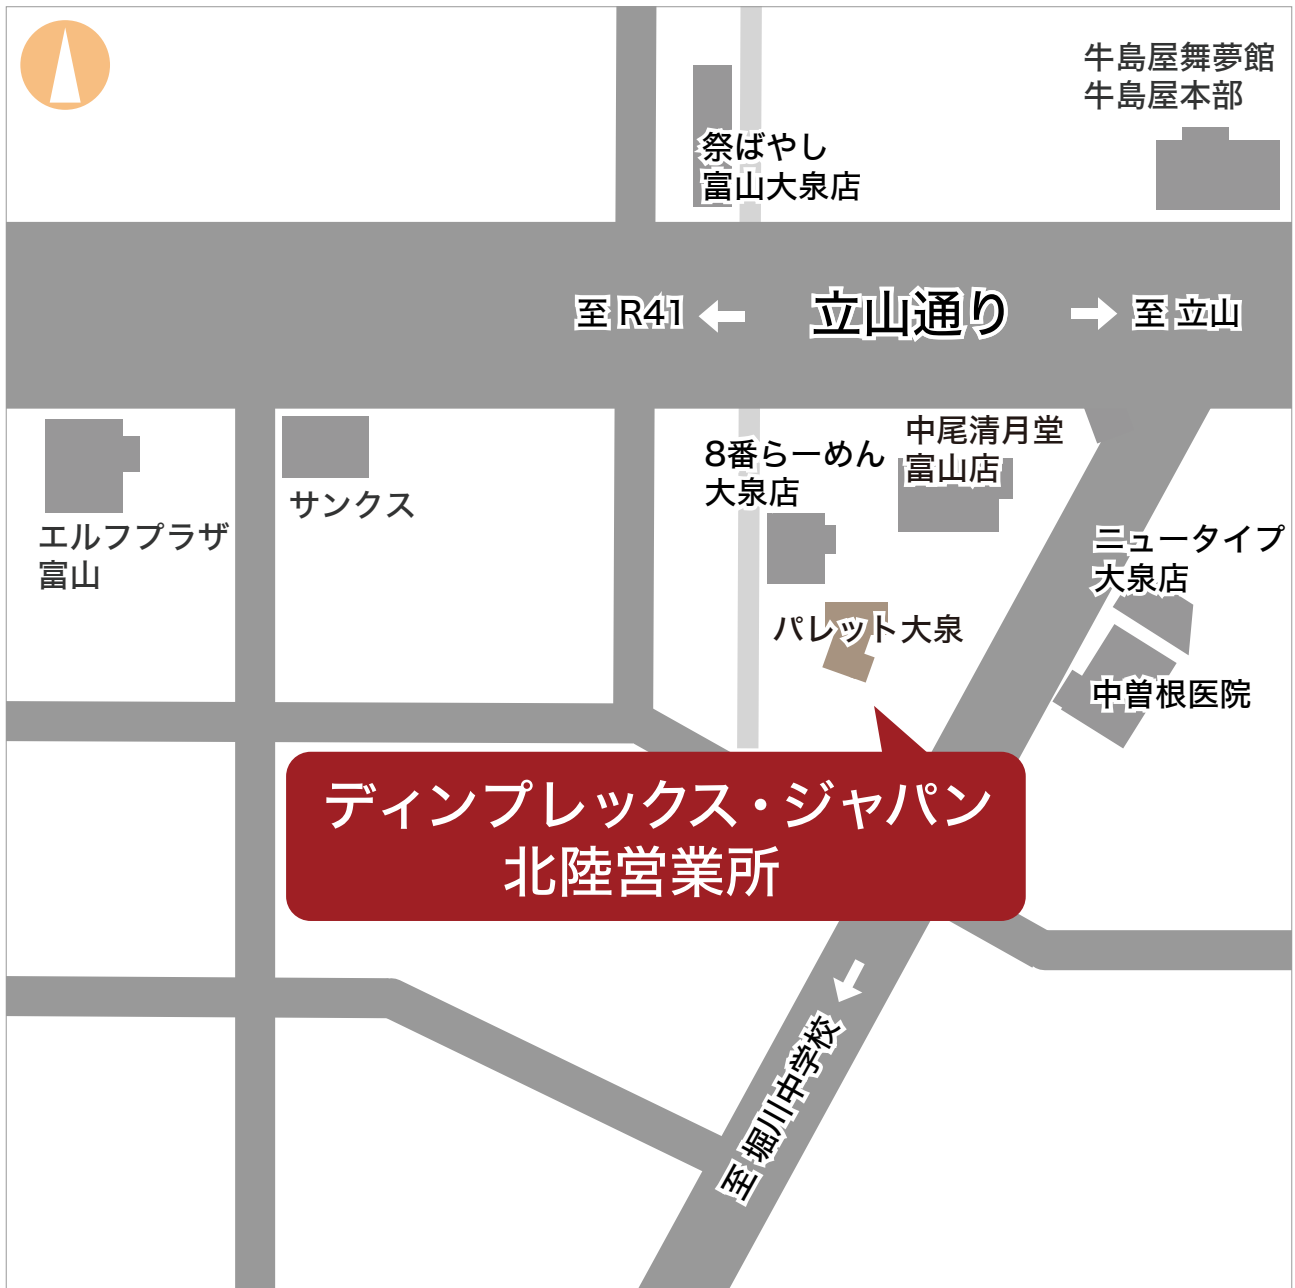 牛島屋舞夢館
牛島屋本部
祭ばやし
富山大泉店
至 R41
立山通り
至 立山
中尾清月堂
富山店
8番らーめん
大泉店
サンクス
エルフプラザ
富山
ニュータイプ
大泉店
パレット大泉
中曽根医院
ディンプレックス・ジャパン
北陸営業所
至 堀川中学校